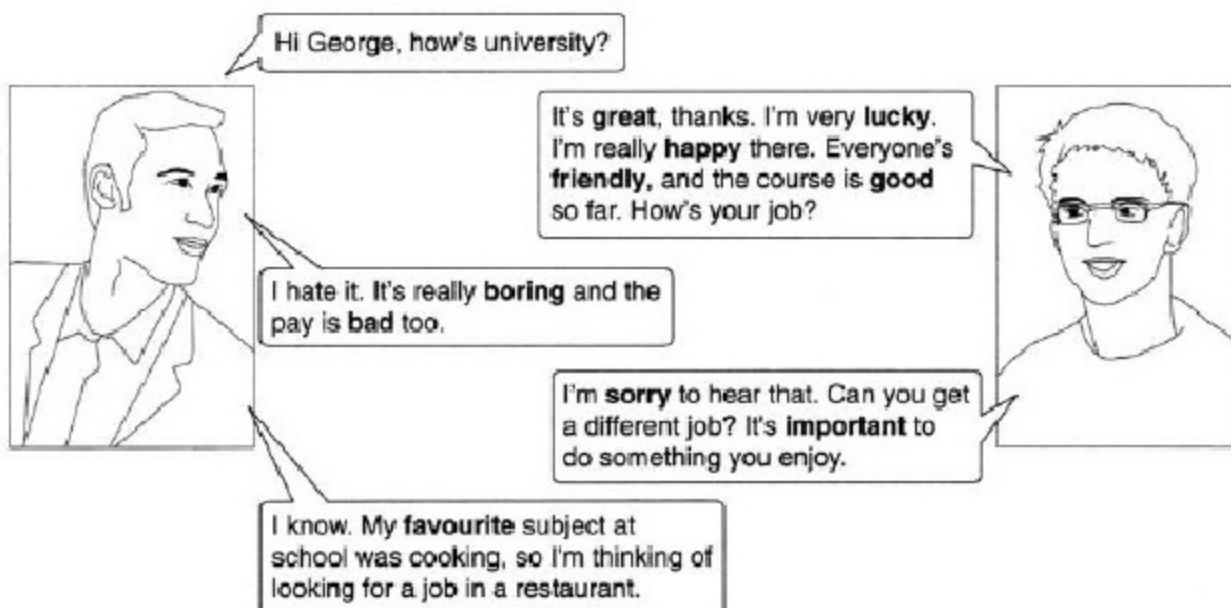 Hi George, how's university?
It's great, thanks. I'm very lucky.
I'm really happy there. Everyone's
friendly, and the course is good
so far. How's your job?
I hate it. It's really boring and the
pay is bad too.
I'm sorry to hear that. Can you get
a different job? It's important to
do something you enjoy.
I know. My favourite subject at
school was cooking, so I'm thinking of
looking for a job in a restaurant.